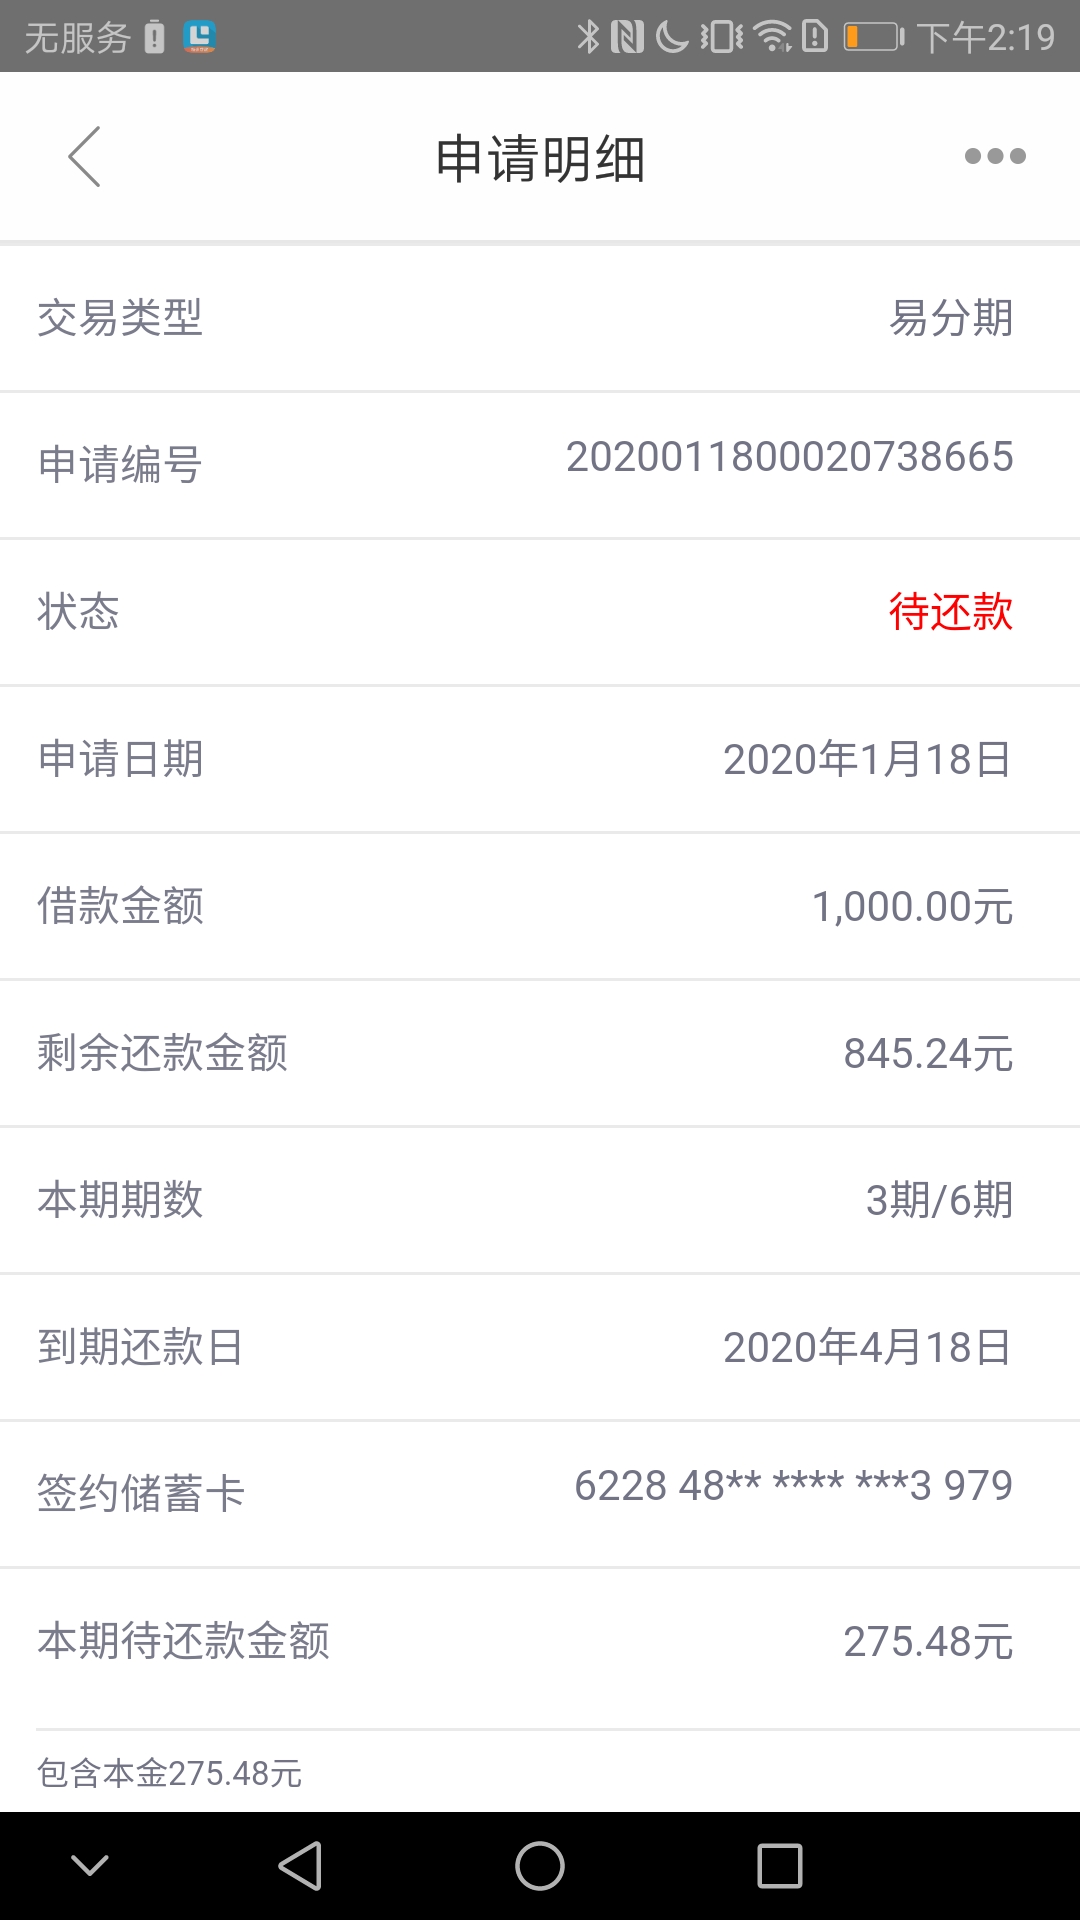 无服务
下午2:19
申请明细
交易类型 易分期
申请编号 2020011800020738665
状态 待还款
申请日期 2020年1月18日
借款金额 1,000.00元
剩余还款金额 845.24元
本期期数 3期/6期
到期还款日 2020年4月18日
签约储蓄卡 6228 48** **** ***3 979
本期待还款金额 275.48元
包含本金275.48元